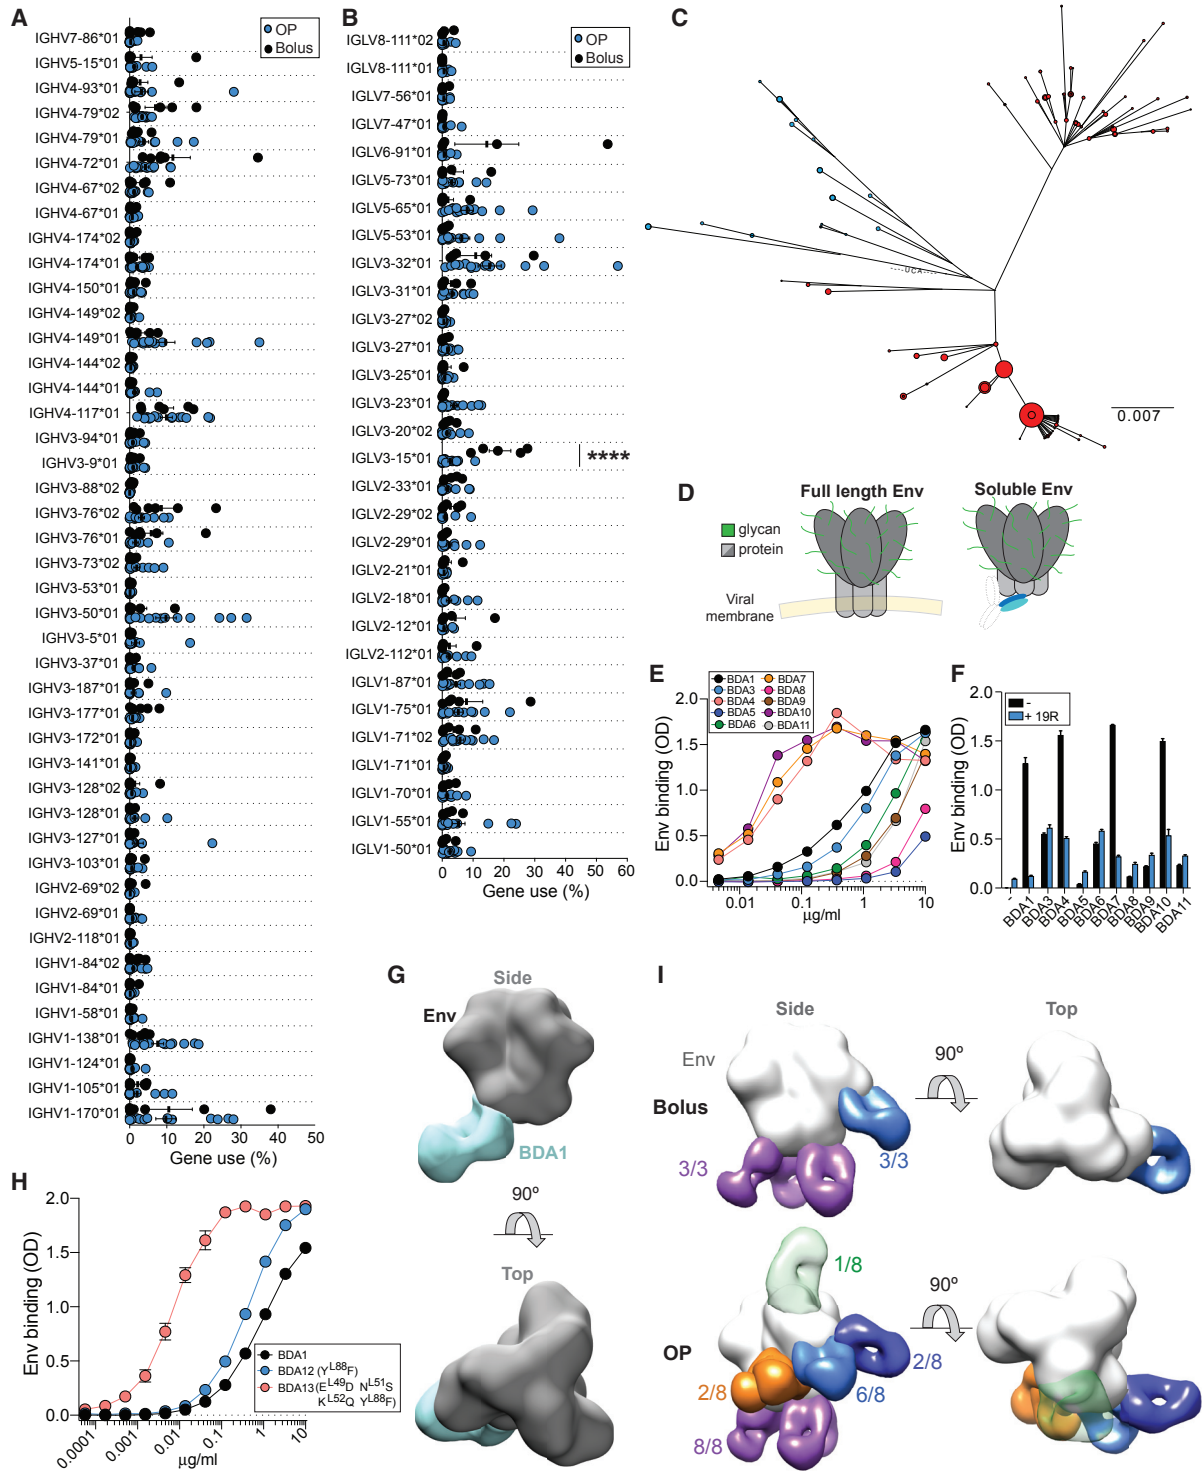 A
OP
Bolus
IGHV7-86*01
IGHV5-15*01
IGHV4-93*01
IGHV4-79*02
IGHV4-79*01
IGHV4-72*01
IGHV4-67*02
IGHV4-67*01
IGHV4-174*02
IGHV4-174*01
IGHV4-150*01
IGHV4-149*02
IGHV4-149*01
IGHV4-144*02
IGHV4-144*01
IGHV4-117*01
IGHV3-94*01
IGHV3-9*01
IGHV3-88*02
IGHV3-76*02
IGHV3-76*01
IGHV3-73*02
IGHV3-53*01
IGHV3-50*01
IGHV3-5*01
IGHV3-37*01
IGHV3-187*01
IGHV3-177*01
IGHV3-172*01
IGHV3-141*01
IGHV3-128*02
IGHV3-128*01
IGHV3-127*01
IGHV3-103*01
IGHV2-69*02
IGHV2-69*01
IGHV2-118*01
IGHV1-84*02
IGHV1-84*01
IGHV1-58*01
IGHV1-138*01
IGHV1-124*01
IGHV1-105*01
IGHV1-170*01
0 10 20 30 40 50
Gene use (%)
B
OP
Bolus
IGLV8-111*02
IGLV8-111*01
IGLV7-56*01
IGLV7-47*01
IGLV6-91*01
IGLV5-73*01
IGLV5-65*01
IGLV5-53*01
IGLV3-32*01
IGLV3-31*01
IGLV3-27*02
IGLV3-27*01
IGLV3-25*01
IGLV3-23*01
IGLV3-20*02
IGLV3-15*01
****
IGLV2-33*01
IGLV2-29*02
IGLV2-29*01
IGLV2-21*01
IGLV2-18*01
IGLV2-12*01
IGLV2-112*01
IGLV1-87*01
IGLV1-75*01
IGLV1-71*02
IGLV1-71*01
IGLV1-70*01
IGLV1-55*01
IGLV1-50*01
0 10 20 30 40 50 60
Gene use (%)
C
UCA
0.007
D
Full length Env
Soluble Env
glycan
protein
Viral
membrane
E
BDA1
BDA3
BDA4
BDA5
BDA6
BDA7
BDA8
BDA9
BDA10
BDA11
Env binding (OD)
2.0
1.5
1.0
0.5
0.0
0.01 0.1 1 10
µg/ml
F
-
+ 19R
Env binding (OD)
2.0
1.5
1.0
0.5
0.0
-
BDA1
BDA3
BDA4
BDA5
BDA6
BDA7
BDA8
BDA9
BDA10
BDA11
G
Side
Env
BDA1
90º
Top
H
Env binding (OD)
2.0
1.5
1.0
0.5
0.0
BDA1
BDA12 (Y^L88F)
BDA13 (E^L49D N^L51S
K^L52Q Y^L88F)
0.0001 0.001 0.01 0.1 1 10
µg/ml
I
Side
Top
Env
90º
Bolus
3/3
3/3
1/8
90º
OP
2/8
2/8
6/8
8/8